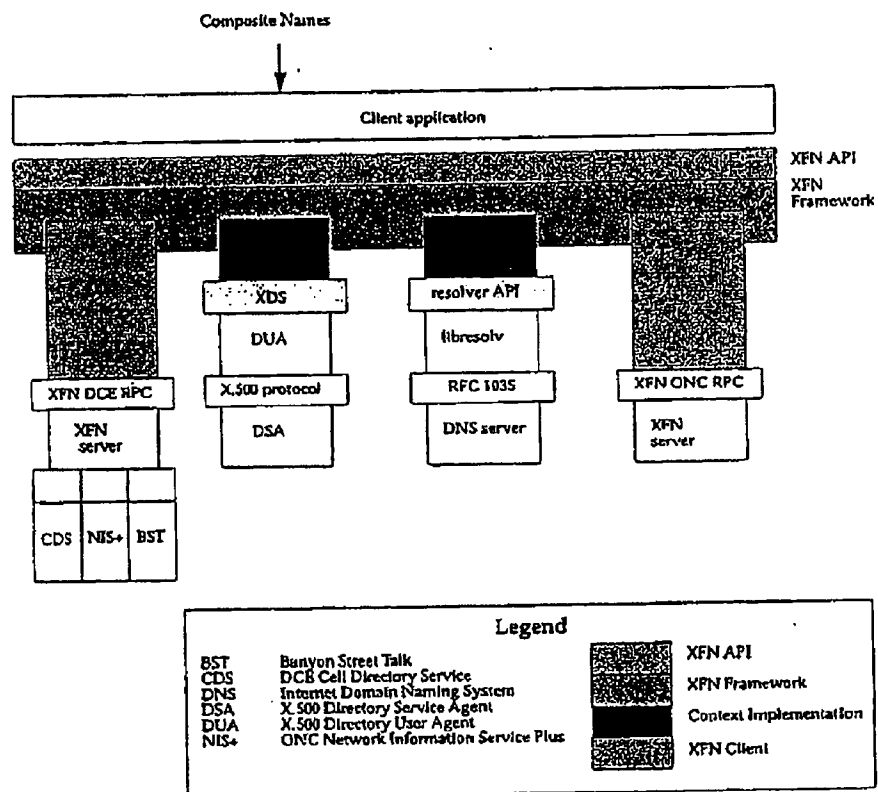 Composite Names
Client application
XFN API
XFN
Framework
XDS
resolver API
DUA
libresolv
XFN DCE RPC
X.500 protocol
RFC 1035
XFN ONC RPC
XFN
server
DSA
DNS server
XFN
server
CDS
NIS+
BST
Legend
BST Banyon Street Talk
CDS DCE Cell Directory Service
DNS Internet Domain Naming System
DSA X.500 Directory Service Agent
DUA X.500 Directory User Agent
NIS+ ONC Network Information Service Plus
XFN API
XFN Framework
Context Implementation
XFN Client